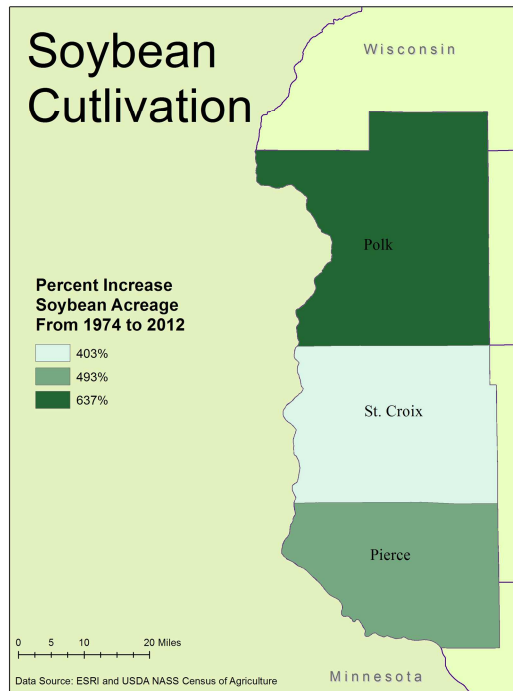 Soybean
Cutlivation
Wisconsin
Polk
Percent Increase
Soybean Acreage
From 1974 to 2012
403%
493%
637%
St. Croix
Pierce
0 5 10 20 Miles
Data Source: ESRI and USDA NASS Census of Agriculture
Minnesota